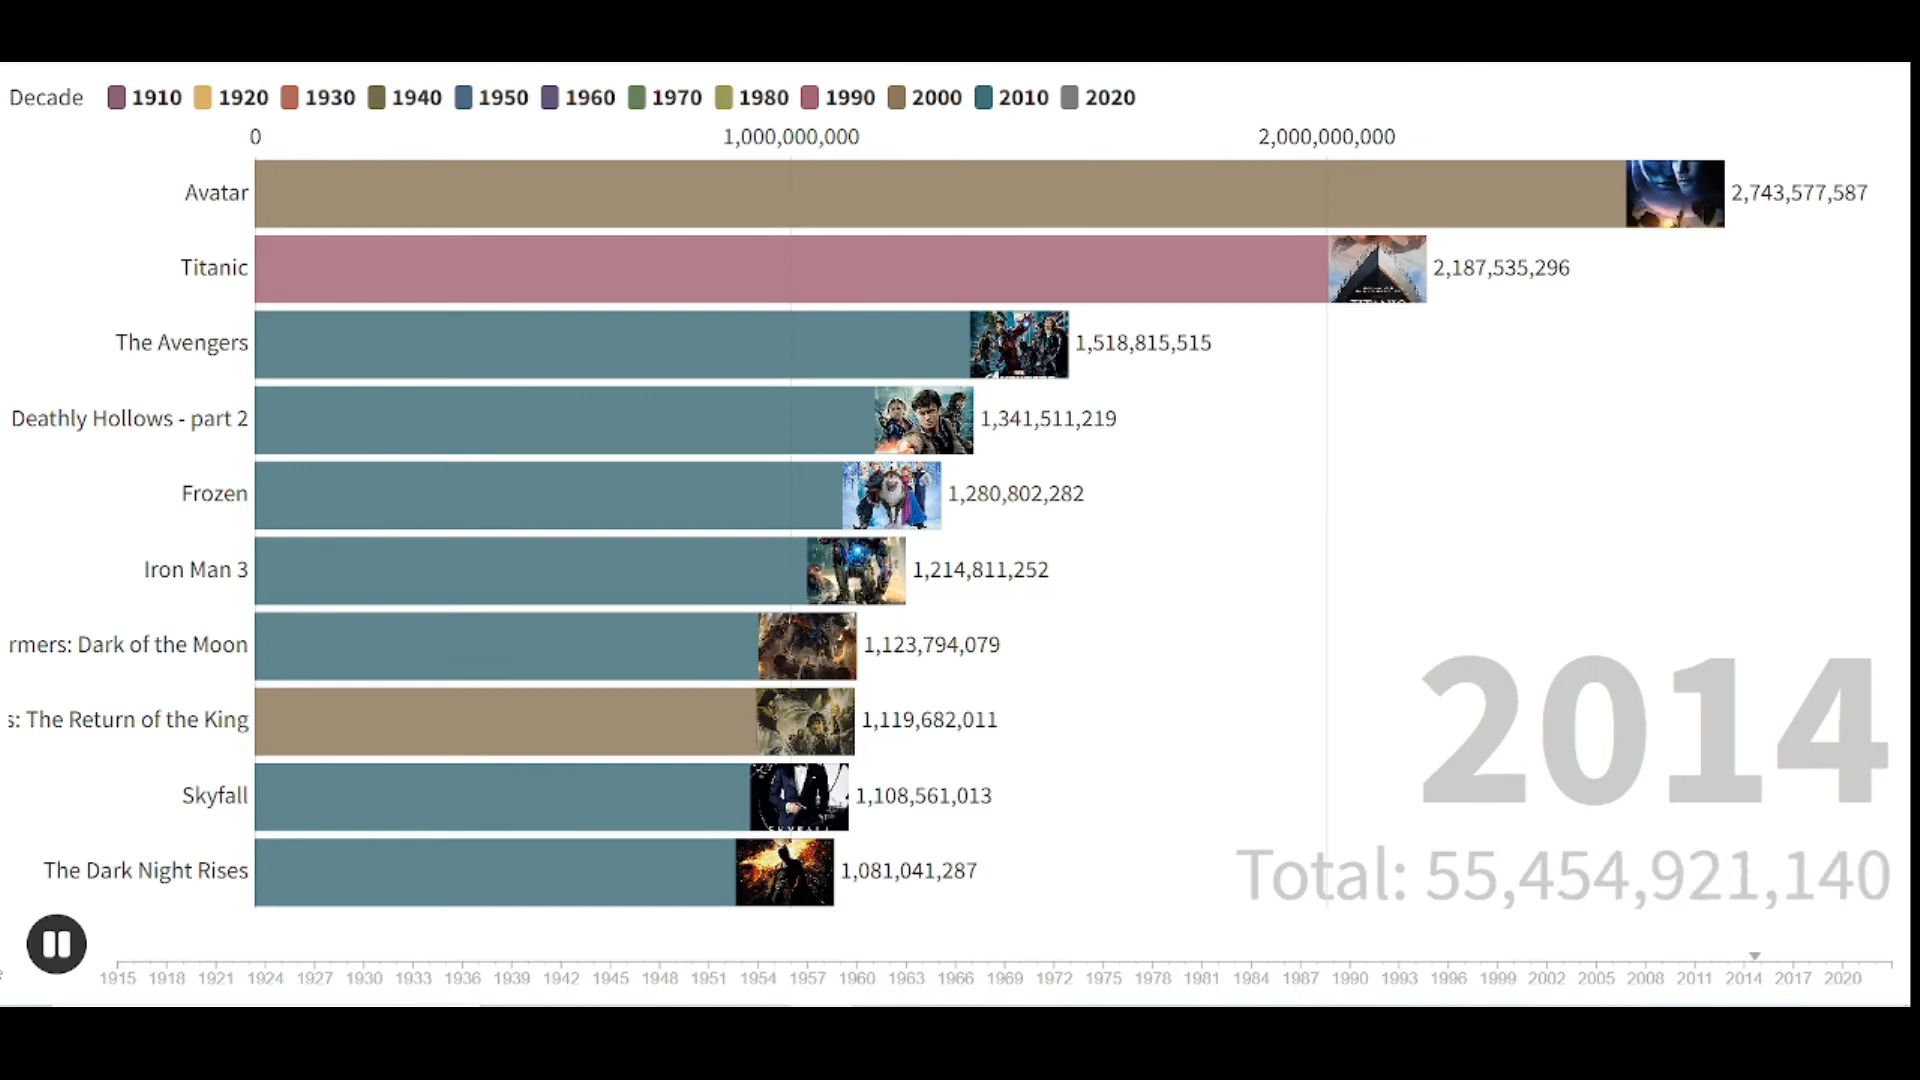 Decade 1910 1920 1930 1940 1950 1960 1970 1980 1990 2000 2010 2020
0 1,000,000,000 2,000,000,000
Avatar 2,743,577,587
Titanic 2,187,535,296
The Avengers 1,518,815,515
Deathly Hollows - part 2 1,341,511,219
Frozen 1,280,802,282
Iron Man 3 1,214,811,252
rmers: Dark of the Moon 1,123,794,079
s: The Return of the King 1,119,682,011
Skyfall SKYFALL 1,108,561,013
The Dark Night Rises 1,081,041,287
2014
Total: 55,454,921,140
1915 1918 1921 1924 1927 1930 1933 1936 1939 1942 1945 1948 1951 1954 1957 1960 1963 1966 1969 1972 1975 1978 1981 1984 1987 1990 1993 1996 1999 2002 2005 2008 2011 2014 2017 2020